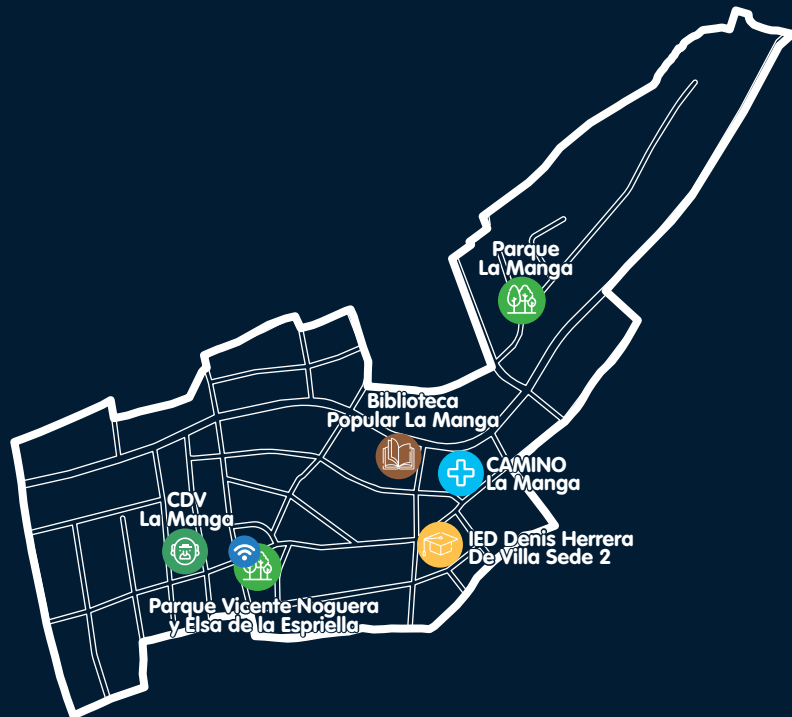 Parque
La Manga
Biblioteca
Popular La Manga
CAMINO
La Manga
CDV
La Manga
IED Denis Herrera
De Villa Sede 2
Parque Vicente Noguera
y Elsa de la Espriella